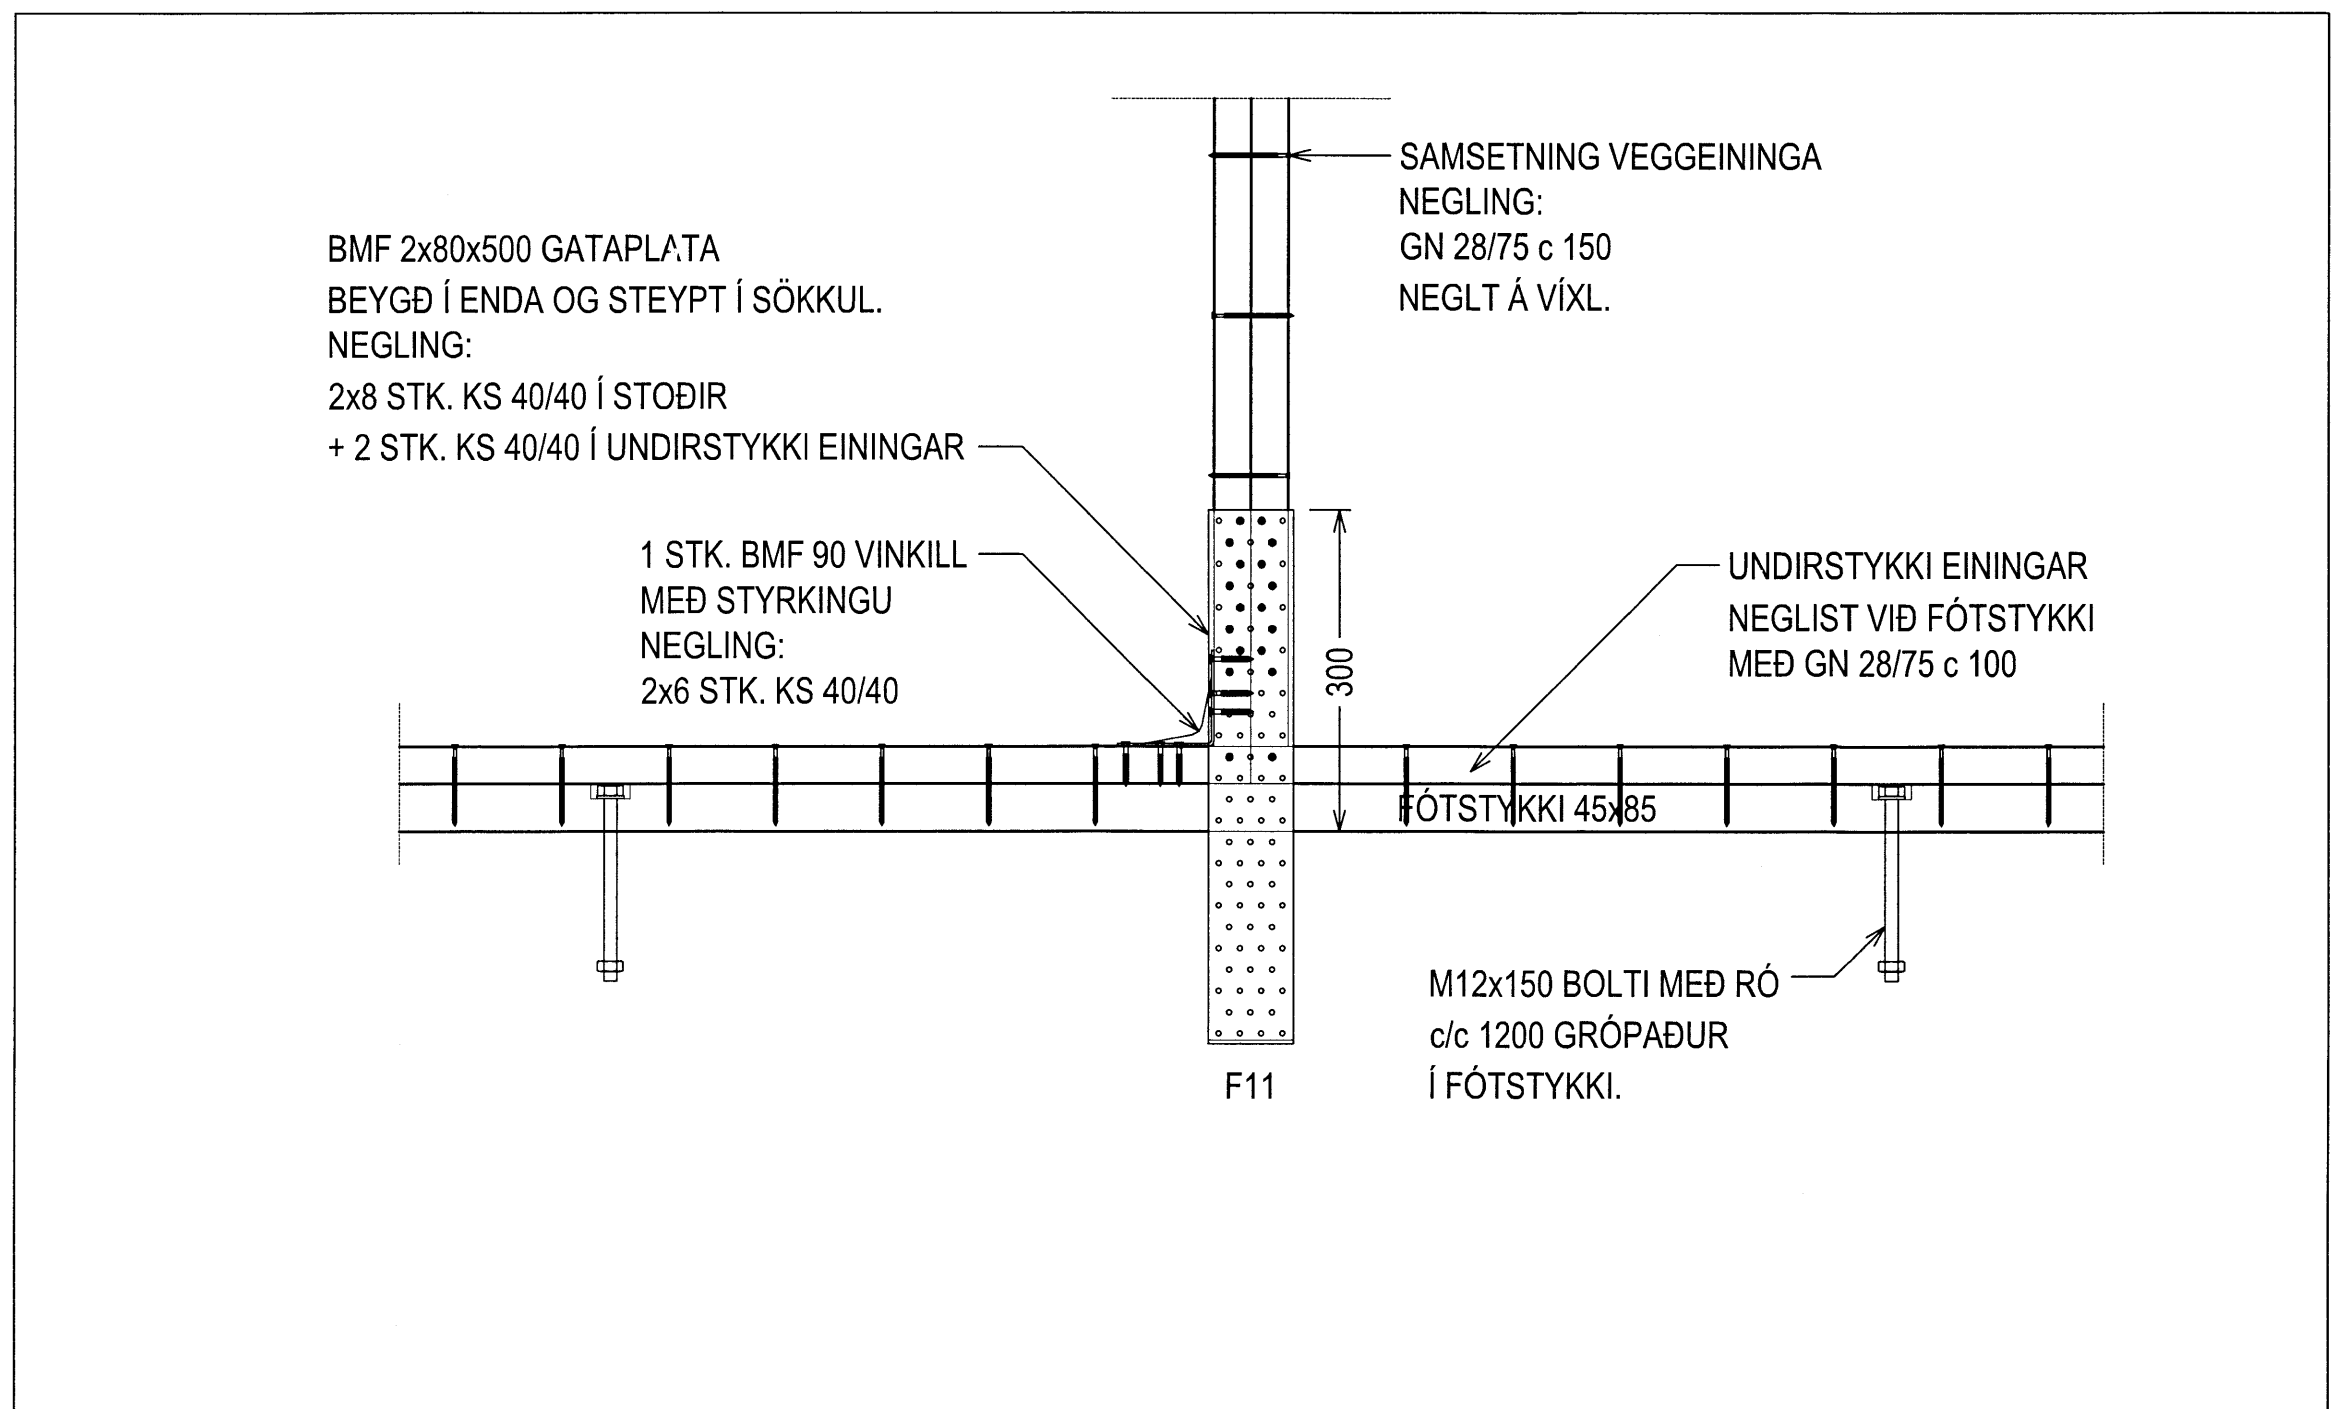 BMF 2x80x500 GATAPLATA
BEYGÐ Í ENDA OG STEYPT Í SÖKKUL.
NEGLING:
2x8 STK. KS 40/40 Í STOÐIR
+ 2 STK. KS 40/40 Í UNDIRSTYKKI EININGAR
1 STK. BMF 90 VINKILL
MEÐ STYRKINGU
NEGLING:
2x6 STK. KS 40/40
SAMSETNING VEGGEININGA
NEGLING:
GN 28/75 c 150
NEGLT Á VÍXL.
300
UNDIRSTYKKI EININGAR
NEGLIST VIÐ FÓTSTYKKI
MEÐ GN 28/75 c 100
FÓTSTYKKI 45x85
M12x150 BOLTI MEÐ RÓ
c/c 1200 GRÓPAÐUR
Í FÓTSTYKKI.
F11